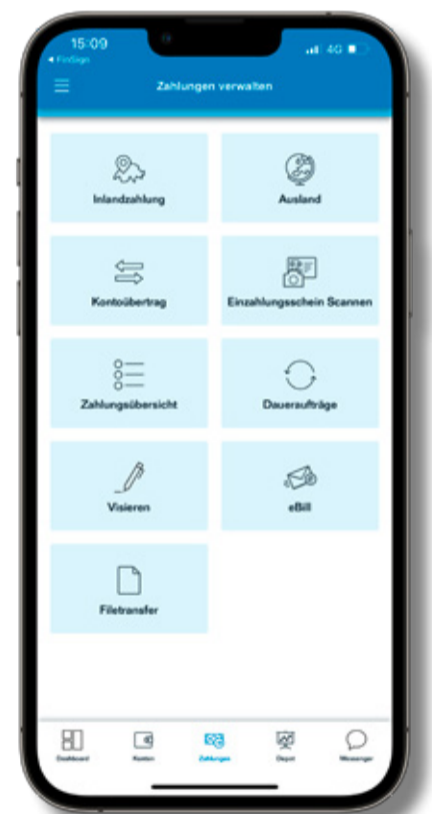 15:09
4G
FinSign
Zahlungen verwalten
Inlandzahlung
Ausland
Kontoübertrag
Einzahlungsschein Scannen
Zahlungsübersicht
Daueraufträge
Visieren
eBill
Filetransfer
Dashboard
Konten
Zahlungen
Depot
Messenger